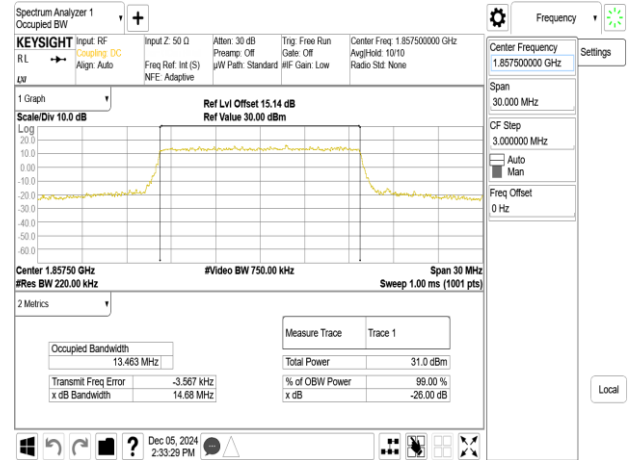 Spectrum Analyzer 1
Occupied BW
KEYSIGHT
RL
Input: RF
Coupling: DC
Align: Auto
Input Z: 50 Ω
Freq Ref: Int (S)
NFE: Adaptive
Atten: 30 dB
Preamp: Off
µW Path: Standard
Trig: Free Run
Gate: Off
#IF Gain: Low
Center Freq: 1.857500000 GHz
Avg|Hold: 10/10
Radio Std: None
1 Graph
Scale/Div 10.0 dB
Ref Lvl Offset 15.14 dB
Ref Value 30.00 dBm
Log
20.0
10.0
0.00
-10.0
-20.0
-30.0
-40.0
-50.0
-60.0
Center 1.85750 GHz
#Video BW 750.00 kHz
Span 30 MHz
#Res BW 220.00 kHz
Sweep 1.00 ms (1001 pts)
2 Metrics
Measure Trace Trace 1
Occupied Bandwidth
13.463 MHz
Total Power 31.0 dBm
Transmit Freq Error -3.567 kHz
% of OBW Power 99.00 %
x dB Bandwidth 14.68 MHz
x dB -26.00 dB
?
Dec 05, 2024
2:33:29 PM
Frequency
Center Frequency
1.857500000 GHz
Settings
Span
30.000 MHz
CF Step
3.000000 MHz
Auto
Man
Freq Offset
0 Hz
Local